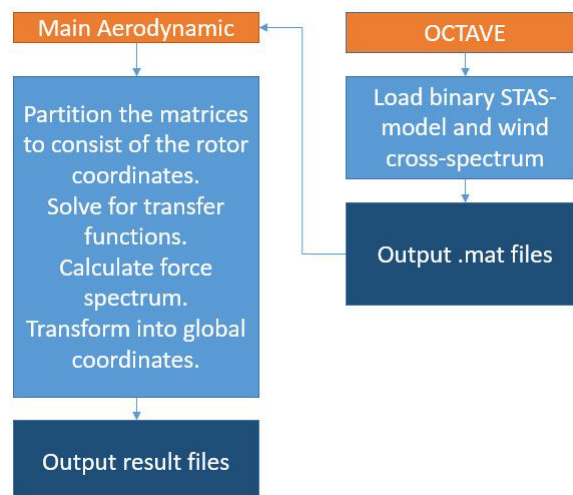 Main Aerodynamic
Partition the matrices
to consist of the rotor
coordinates.
Solve for transfer
functions.
Calculate force
spectrum.
Transform into global
coordinates.
Output result files
OCTAVE
Load binary STAS-
model and wind
cross-spectrum
Output .mat files